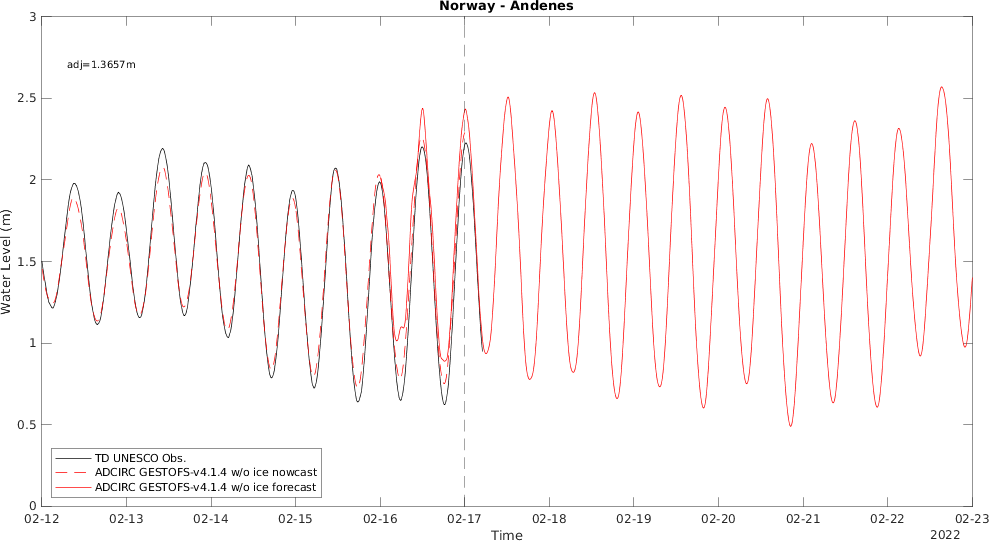 Norway - Andenes
3
adj=1.3657m
2.5
2
1.5
1
0.5
0
Water Level (m)
TD UNESCO Obs.
ADCIRC GESTOFS-v4.1.4 w/o ice nowcast
ADCIRC GESTOFS-v4.1.4 w/o ice forecast
02-12 02-13 02-14 02-15 02-16 02-17 02-18 02-19 02-20 02-21 02-22 02-23
Time
2022